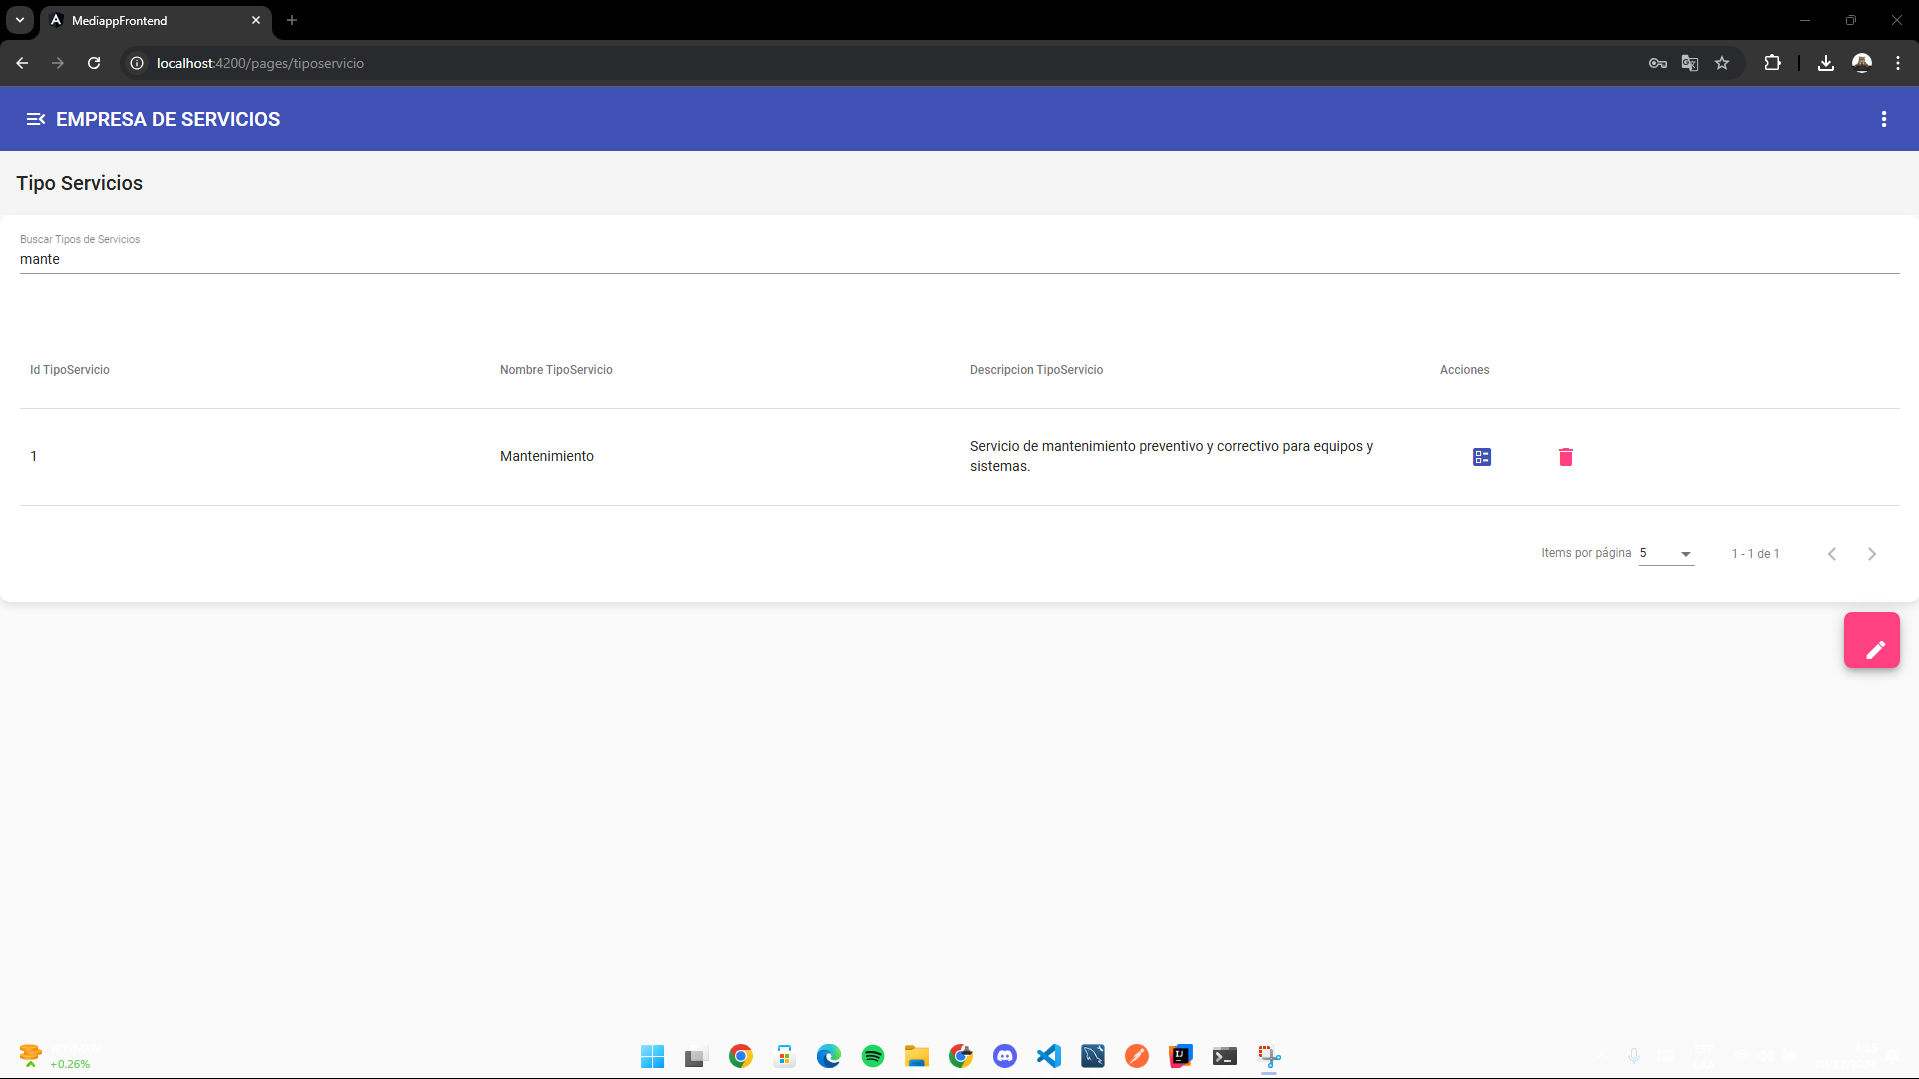 MediappFrontend
localhost:4200/pages/tiposervicio
EMPRESA DE SERVICIOS
Tipo Servicios
Buscar Tipos de Servicios
mante
Id TipoServicio Nombre TipoServicio Descripcion TipoServicio Acciones
1 Mantenimiento Servicio de mantenimiento preventivo y correctivo para equipos y
sistemas.
Items por página 5 1 - 1 de 1
+0.26%